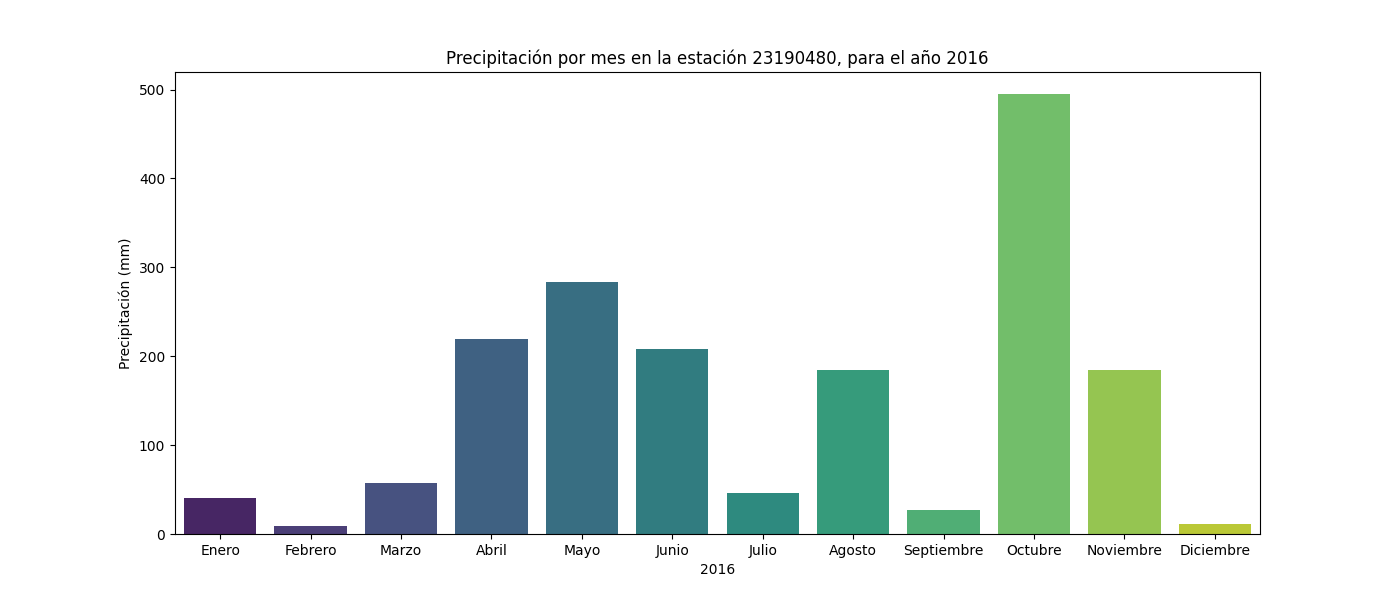 Precipitación por mes en la estación 23190480, para el año 2016
500
400
300
200
100
0
Precipitación (mm)
Enero Febrero Marzo Abril Mayo Junio Julio Agosto Septiembre Octubre Noviembre Diciembre
2016